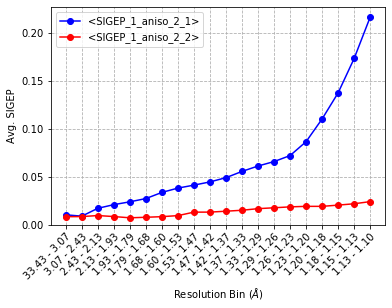 <SIGEP_1_aniso_2_1>
<SIGEP_1_aniso_2_2>
Avg. SIGEP
0.20
0.15
0.10
0.05
0.00
33.43 - 3.07
3.07 - 2.43
2.43 - 2.13
2.13 - 1.93
1.93 - 1.79
1.79 - 1.68
1.68 - 1.60
1.60 - 1.53
1.53 - 1.47
1.47 - 1.42
1.42 - 1.37
1.37 - 1.33
1.33 - 1.29
1.29 - 1.26
1.26 - 1.23
1.23 - 1.20
1.20 - 1.18
1.18 - 1.15
1.15 - 1.13
1.13 - 1.10
Resolution Bin (Å)